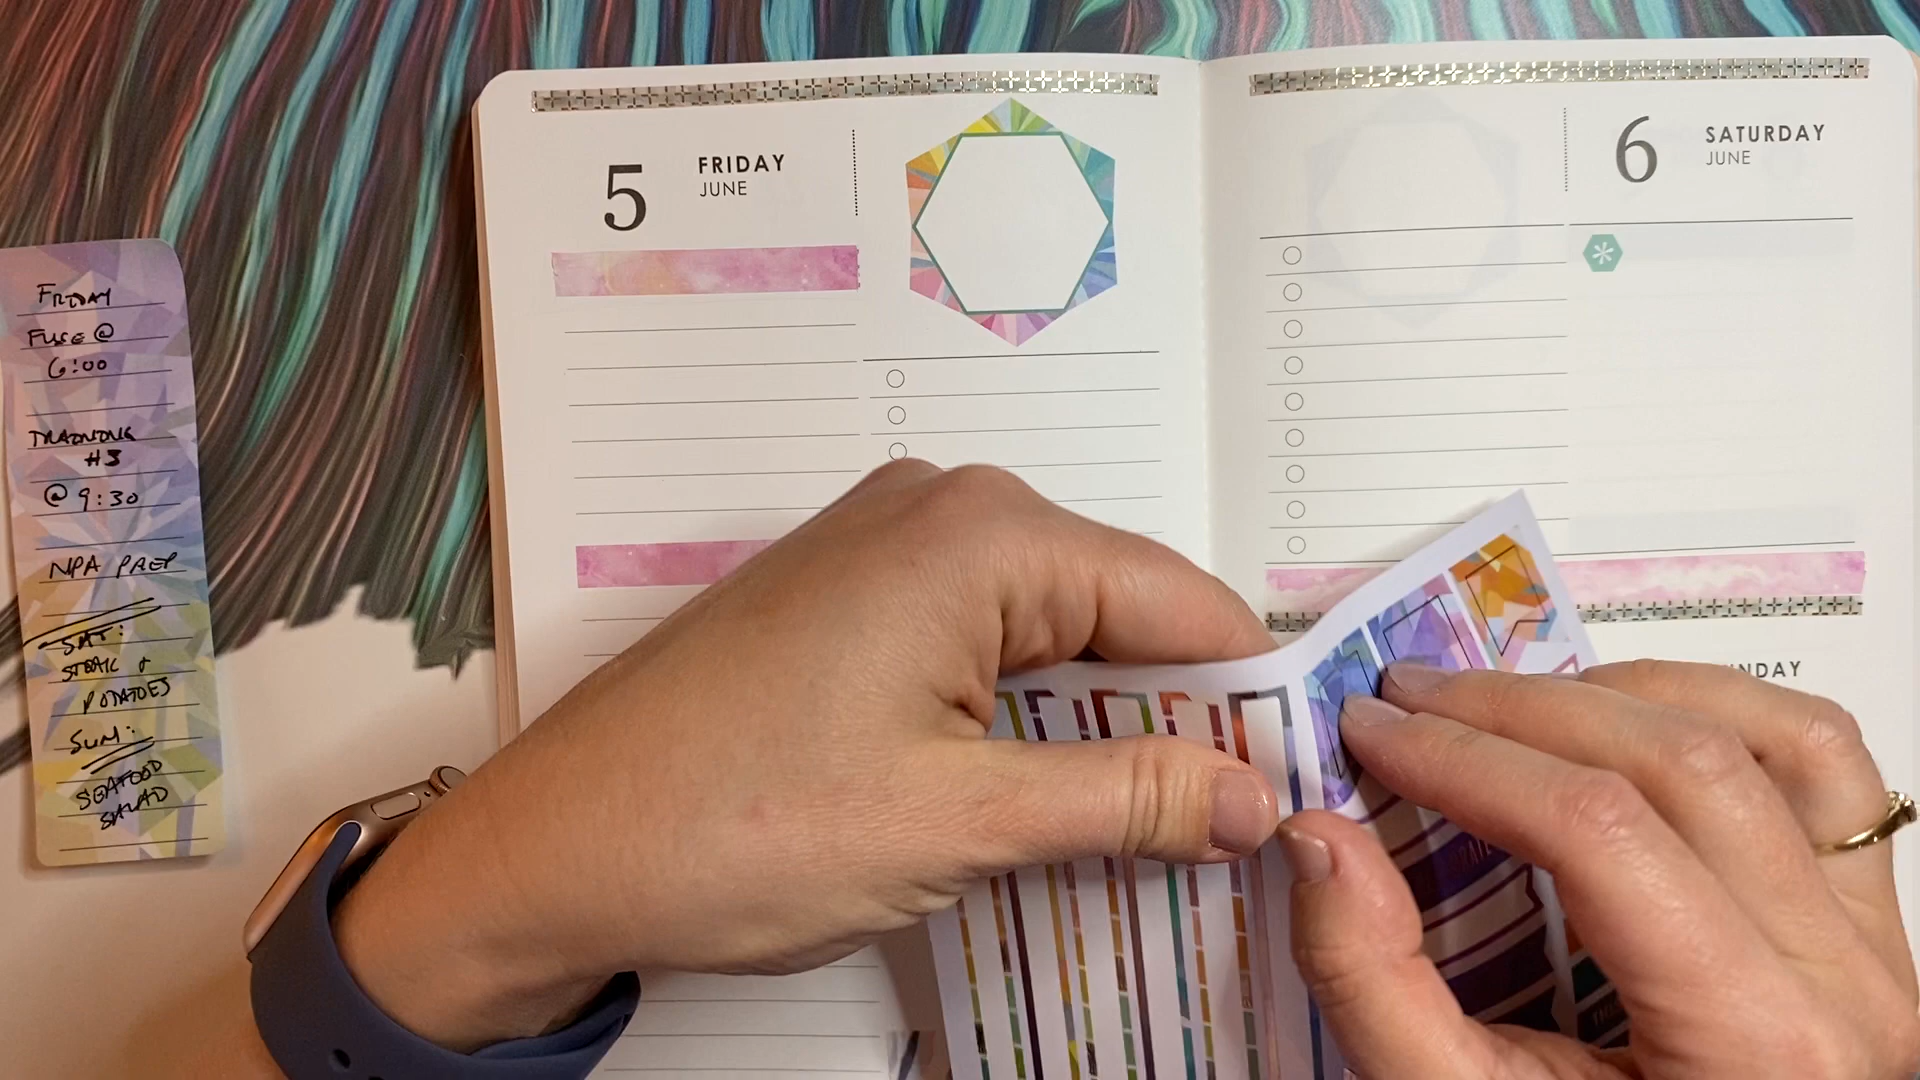 FRIDAY
FUSE @
6:00
TRAINING
#3
@ 9:30
NPA PREP
SAT:
STEAK &
POTATOES
SUN:
SEAFOOD
SALAD
5
FRIDAY
JUNE
6
SATURDAY
JUNE
NDAY